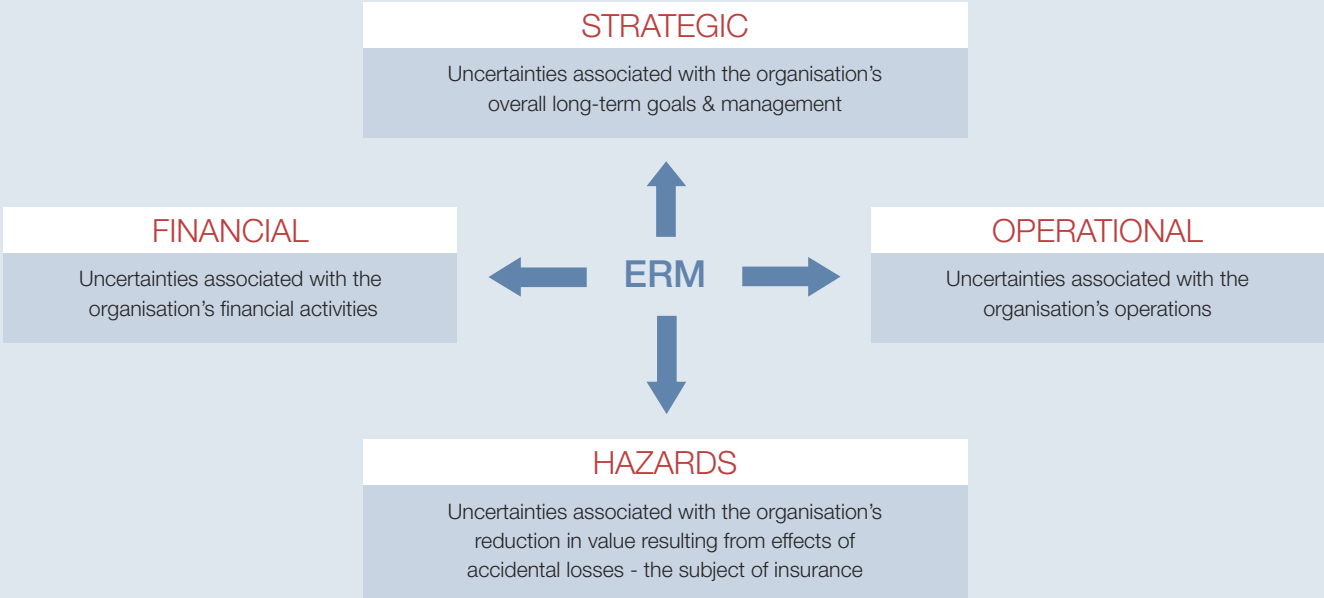 STRATEGIC
Uncertainties associated with the organisation’s
overall long-term goals & management
FINANCIAL
Uncertainties associated with the
organisation’s financial activities
ERM
OPERATIONAL
Uncertainties associated with the
organisation’s operations
HAZARDS
Uncertainties associated with the organisation’s
reduction in value resulting from effects of
accidental losses - the subject of insurance